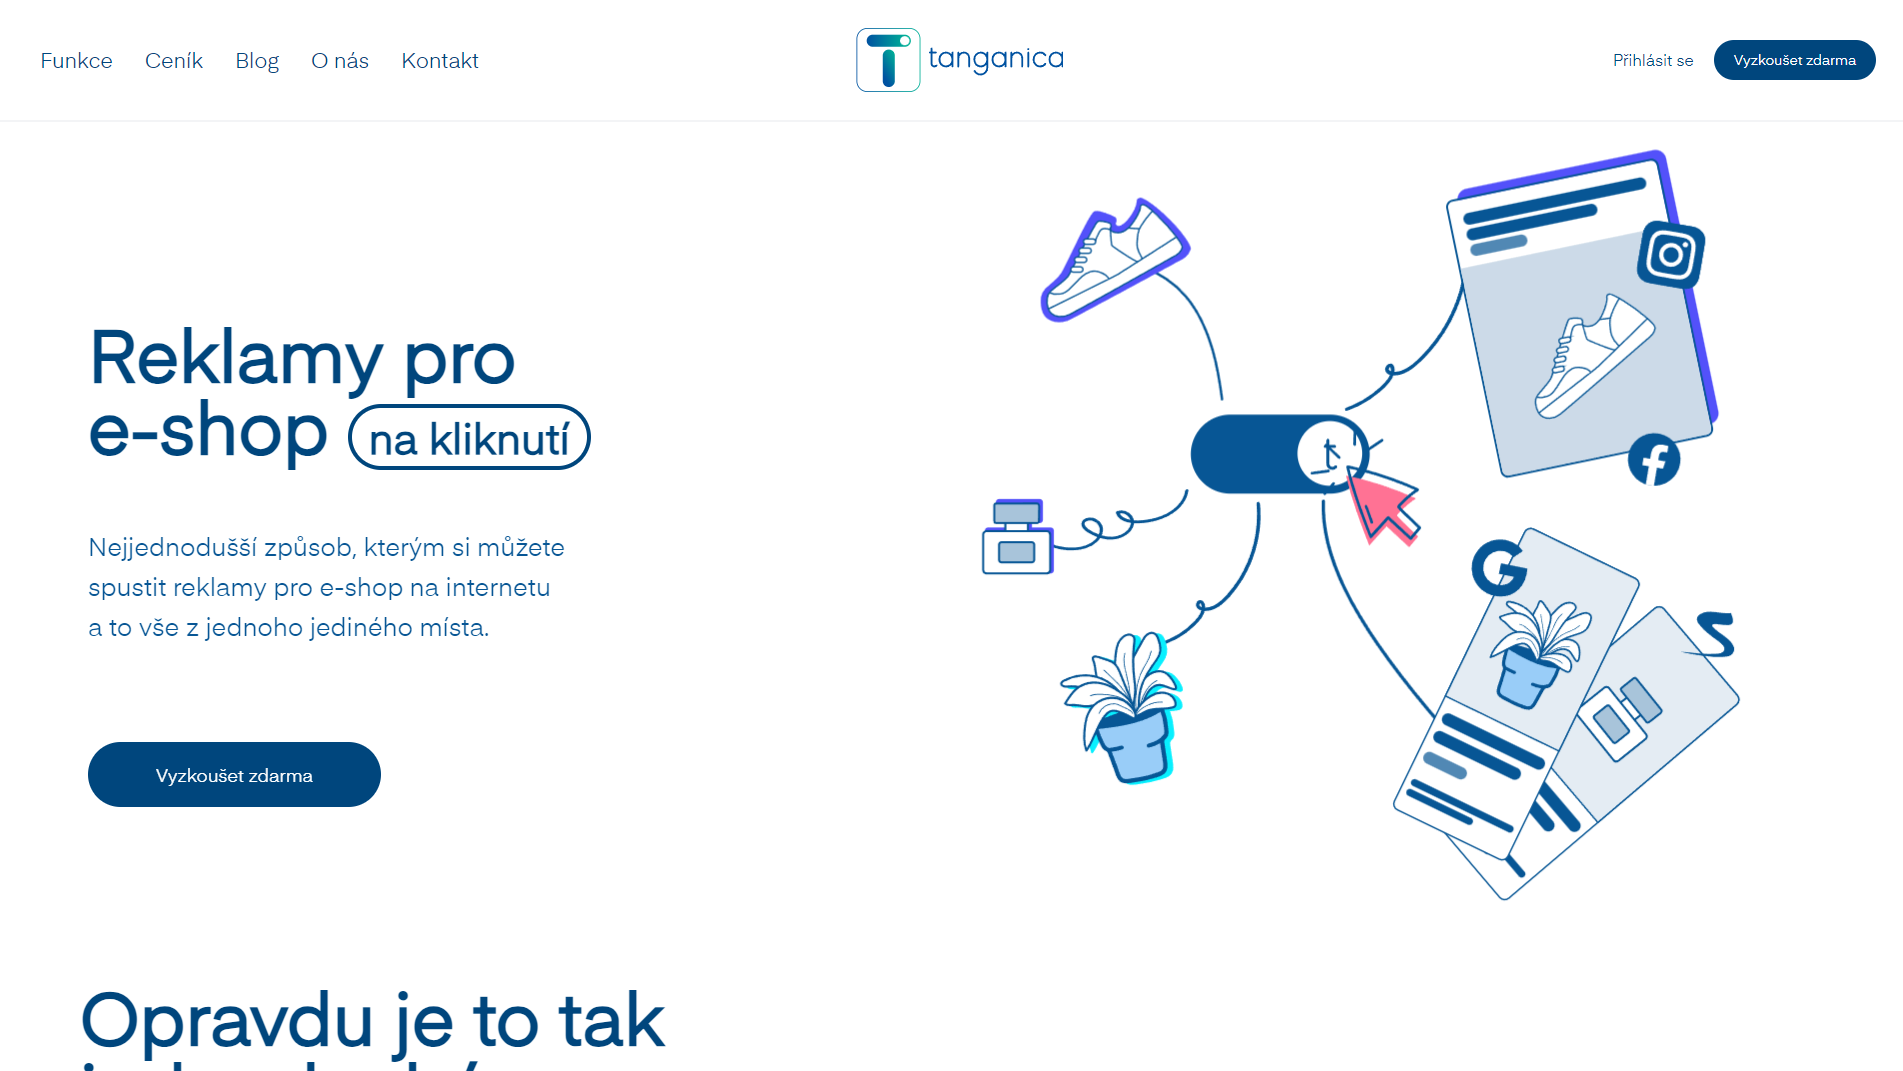 Funkce
Ceník
Blog
O nás
Kontakt
tanganica
Přihlásit se
Vyzkoušet zdarma
Reklamy pro
e-shop na kliknutí
Nejjednodušší způsob, kterým si můžete
spustit reklamy pro e-shop na internetu
a to vše z jednoho jediného místa.
Vyzkoušet zdarma
t
Opravdu je to tak